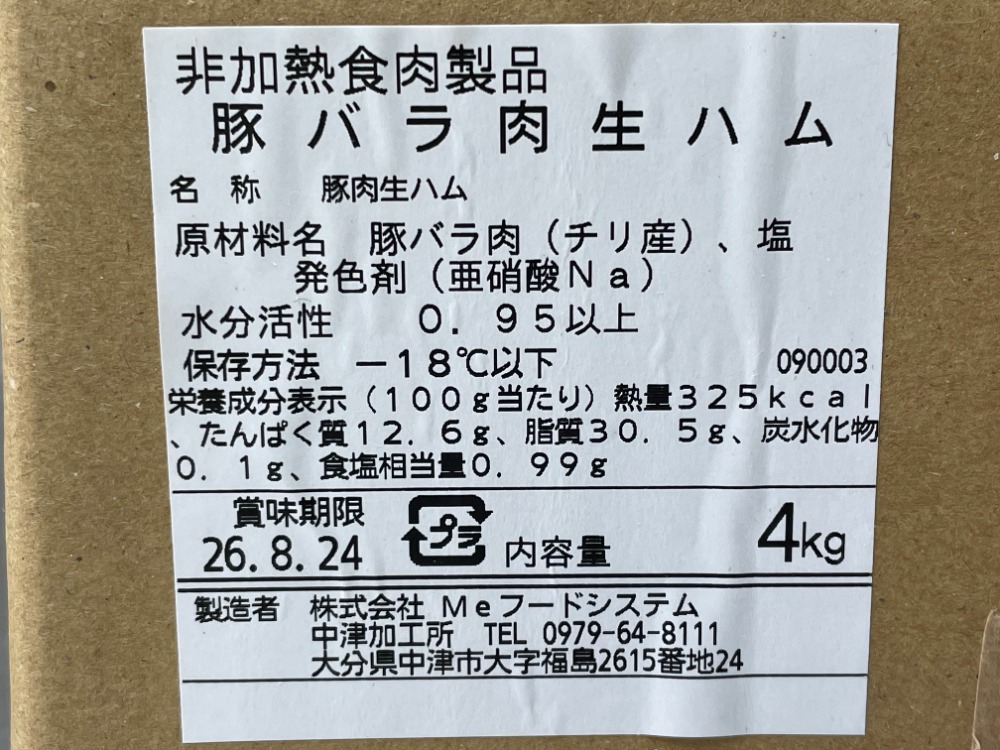 非加熱食肉製品
豚バラ肉生ハム
名称　豚肉生ハム
原材料名　豚バラ肉（チリ産）、塩
発色剤（亜硝酸Ｎａ）
水分活性　０．９５以上
保存方法　－１８℃以下　090003
栄養成分表示（１００ｇ当たり）熱量３２５ｋｃａｌ
、たんぱく質１２．６ｇ、脂質３０．５ｇ、炭水化物
０．１ｇ、食塩相当量０．９９ｇ
賞味期限
26.8.24　プラ　内容量　4kg
製造者　株式会社 Ｍｅフードシステム
中津加工所　TEL 0979-64-8111
大分県中津市大字福島2615番地24